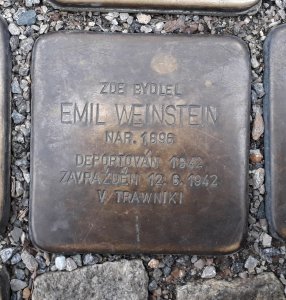 ZDE BYDLEL
EMIL WEINSTEIN
NAR. 1896
DEPORTOVÁN 1942
ZAVRAŽDĚN 12. 6. 1942
V TRAWNIKI